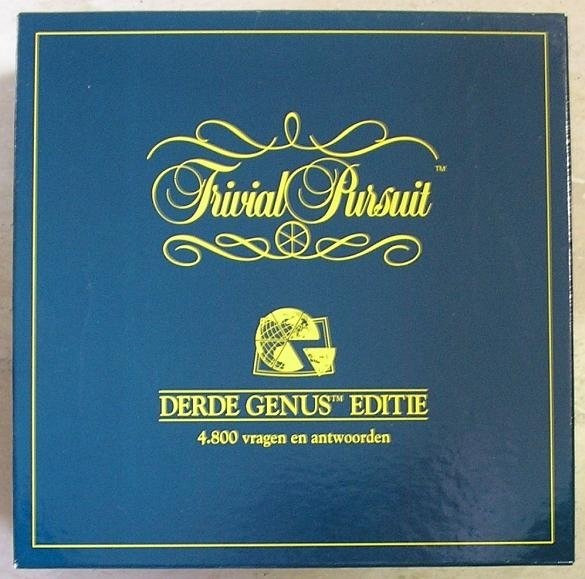 Trivial Pursuit™
DERDE GENUS™ EDITIE
4.800 vragen en antwoorden